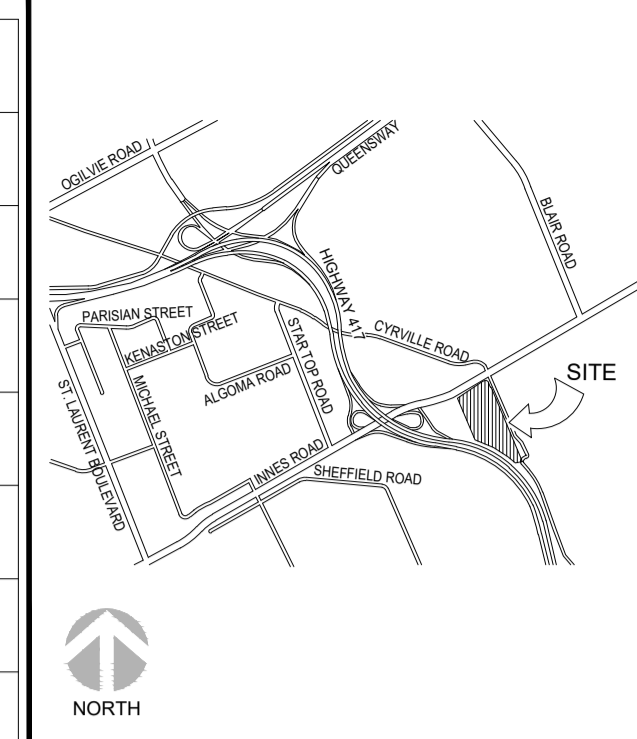 OGILVIE ROAD
QUEENSWAY
BLAIR ROAD
HIGHWAY 417
PARISIAN STREET
KENASTON STREET
CYRVILLE ROAD
STAR TOP ROAD
SITE
ALGOMA ROAD
MICHAEL STREET
ST. LAURENT BOULEVARD
INNES ROAD
SHEFFIELD ROAD
NORTH